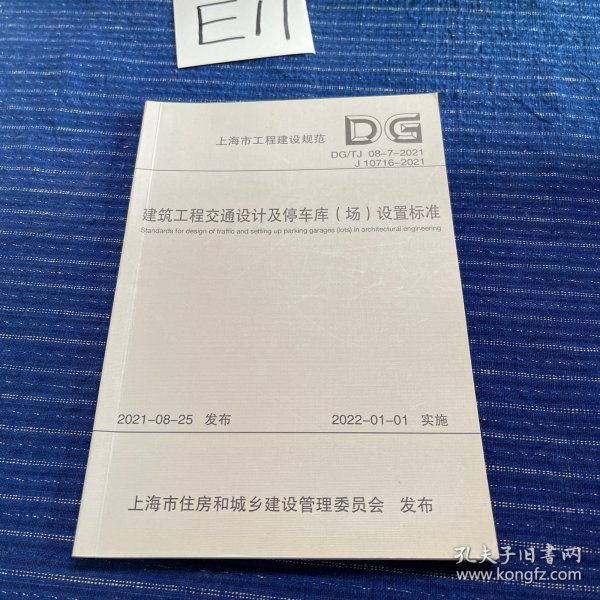 E11
上海市工程建设规范
DG
DG/TJ 08-7-2021
J 10716-2021
建筑工程交通设计及停车库（场）设置标准
Standards for design of traffic and setting up parking garages (lots) in architectural engineering
2021-08-25 发布
2022-01-01 实施
上海市住房和城乡建设管理委员会 发布
孔夫子旧书网
www.kongfz.com